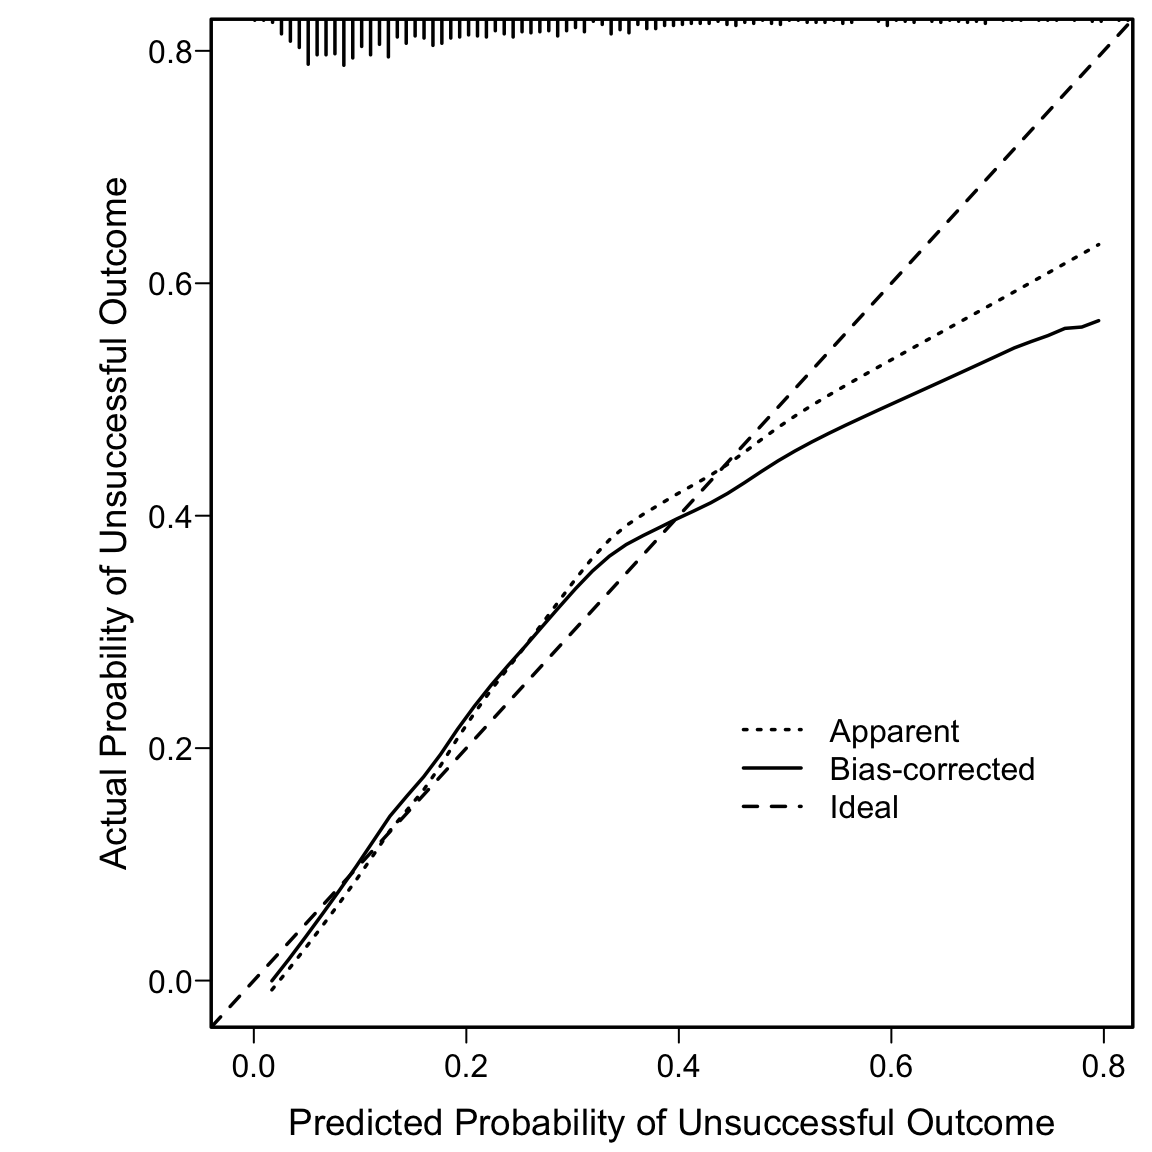 0.8
0.6
0.4
0.2
0.0
Actual Proability of Unsuccessful Outcome
Apparent
Bias-corrected
Ideal
0.0 0.2 0.4 0.6 0.8
Predicted Probability of Unsuccessful Outcome